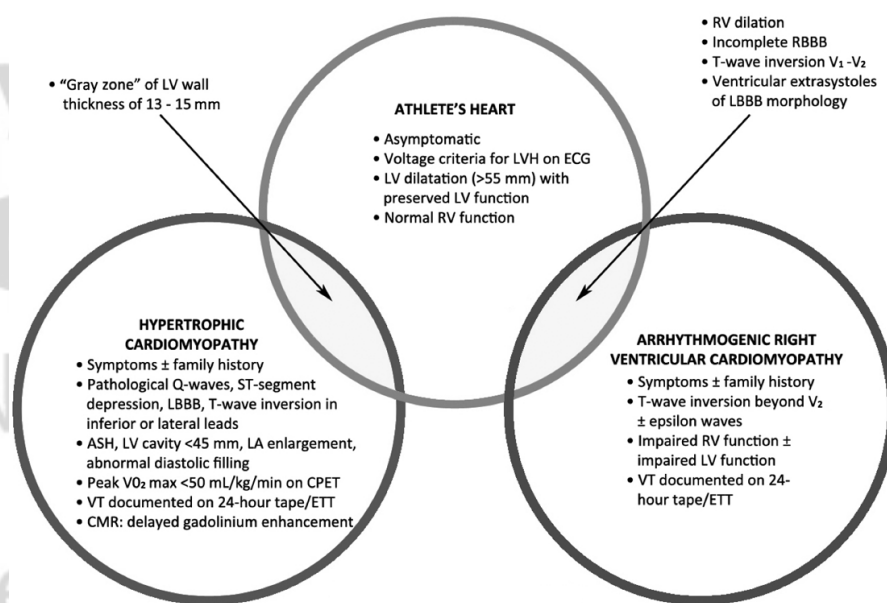 • "Gray zone" of LV wall
thickness of 13 - 15 mm
• RV dilation
• Incomplete RBBB
• T-wave inversion V₁ -V₂
• Ventricular extrasystoles
of LBBB morphology
ATHLETE'S HEART
• Asymptomatic
• Voltage criteria for LVH on ECG
• LV dilatation (>55 mm) with
preserved LV function
• Normal RV function
HYPERTROPHIC
CARDIOMYOPATHY
• Symptoms ± family history
• Pathological Q-waves, ST-segment
depression, LBBB, T-wave inversion in
inferior or lateral leads
• ASH, LV cavity <45 mm, LA enlargement,
abnormal diastolic filling
• Peak V0₂ max <50 mL/kg/min on CPET
• VT documented on 24-hour tape/ETT
• CMR: delayed gadolinium enhancement
ARRHYTHMOGENIC RIGHT
VENTRICULAR CARDIOMYOPATHY
• Symptoms ± family history
• T-wave inversion beyond V₂
± epsilon waves
• Impaired RV function ±
impaired LV function
• VT documented on 24-
hour tape/ETT